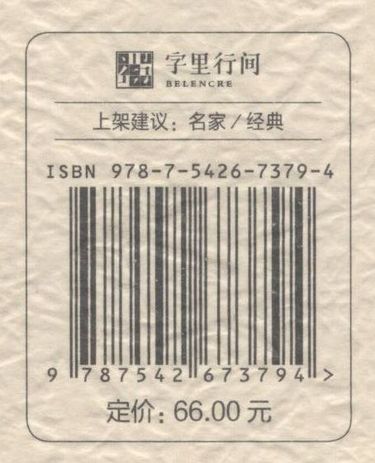 字里行间
BELENCRE
上架建议：名家／经典
ISBN 978-7-5426-7379-4
9 787542 673794 >
定价：66.00 元